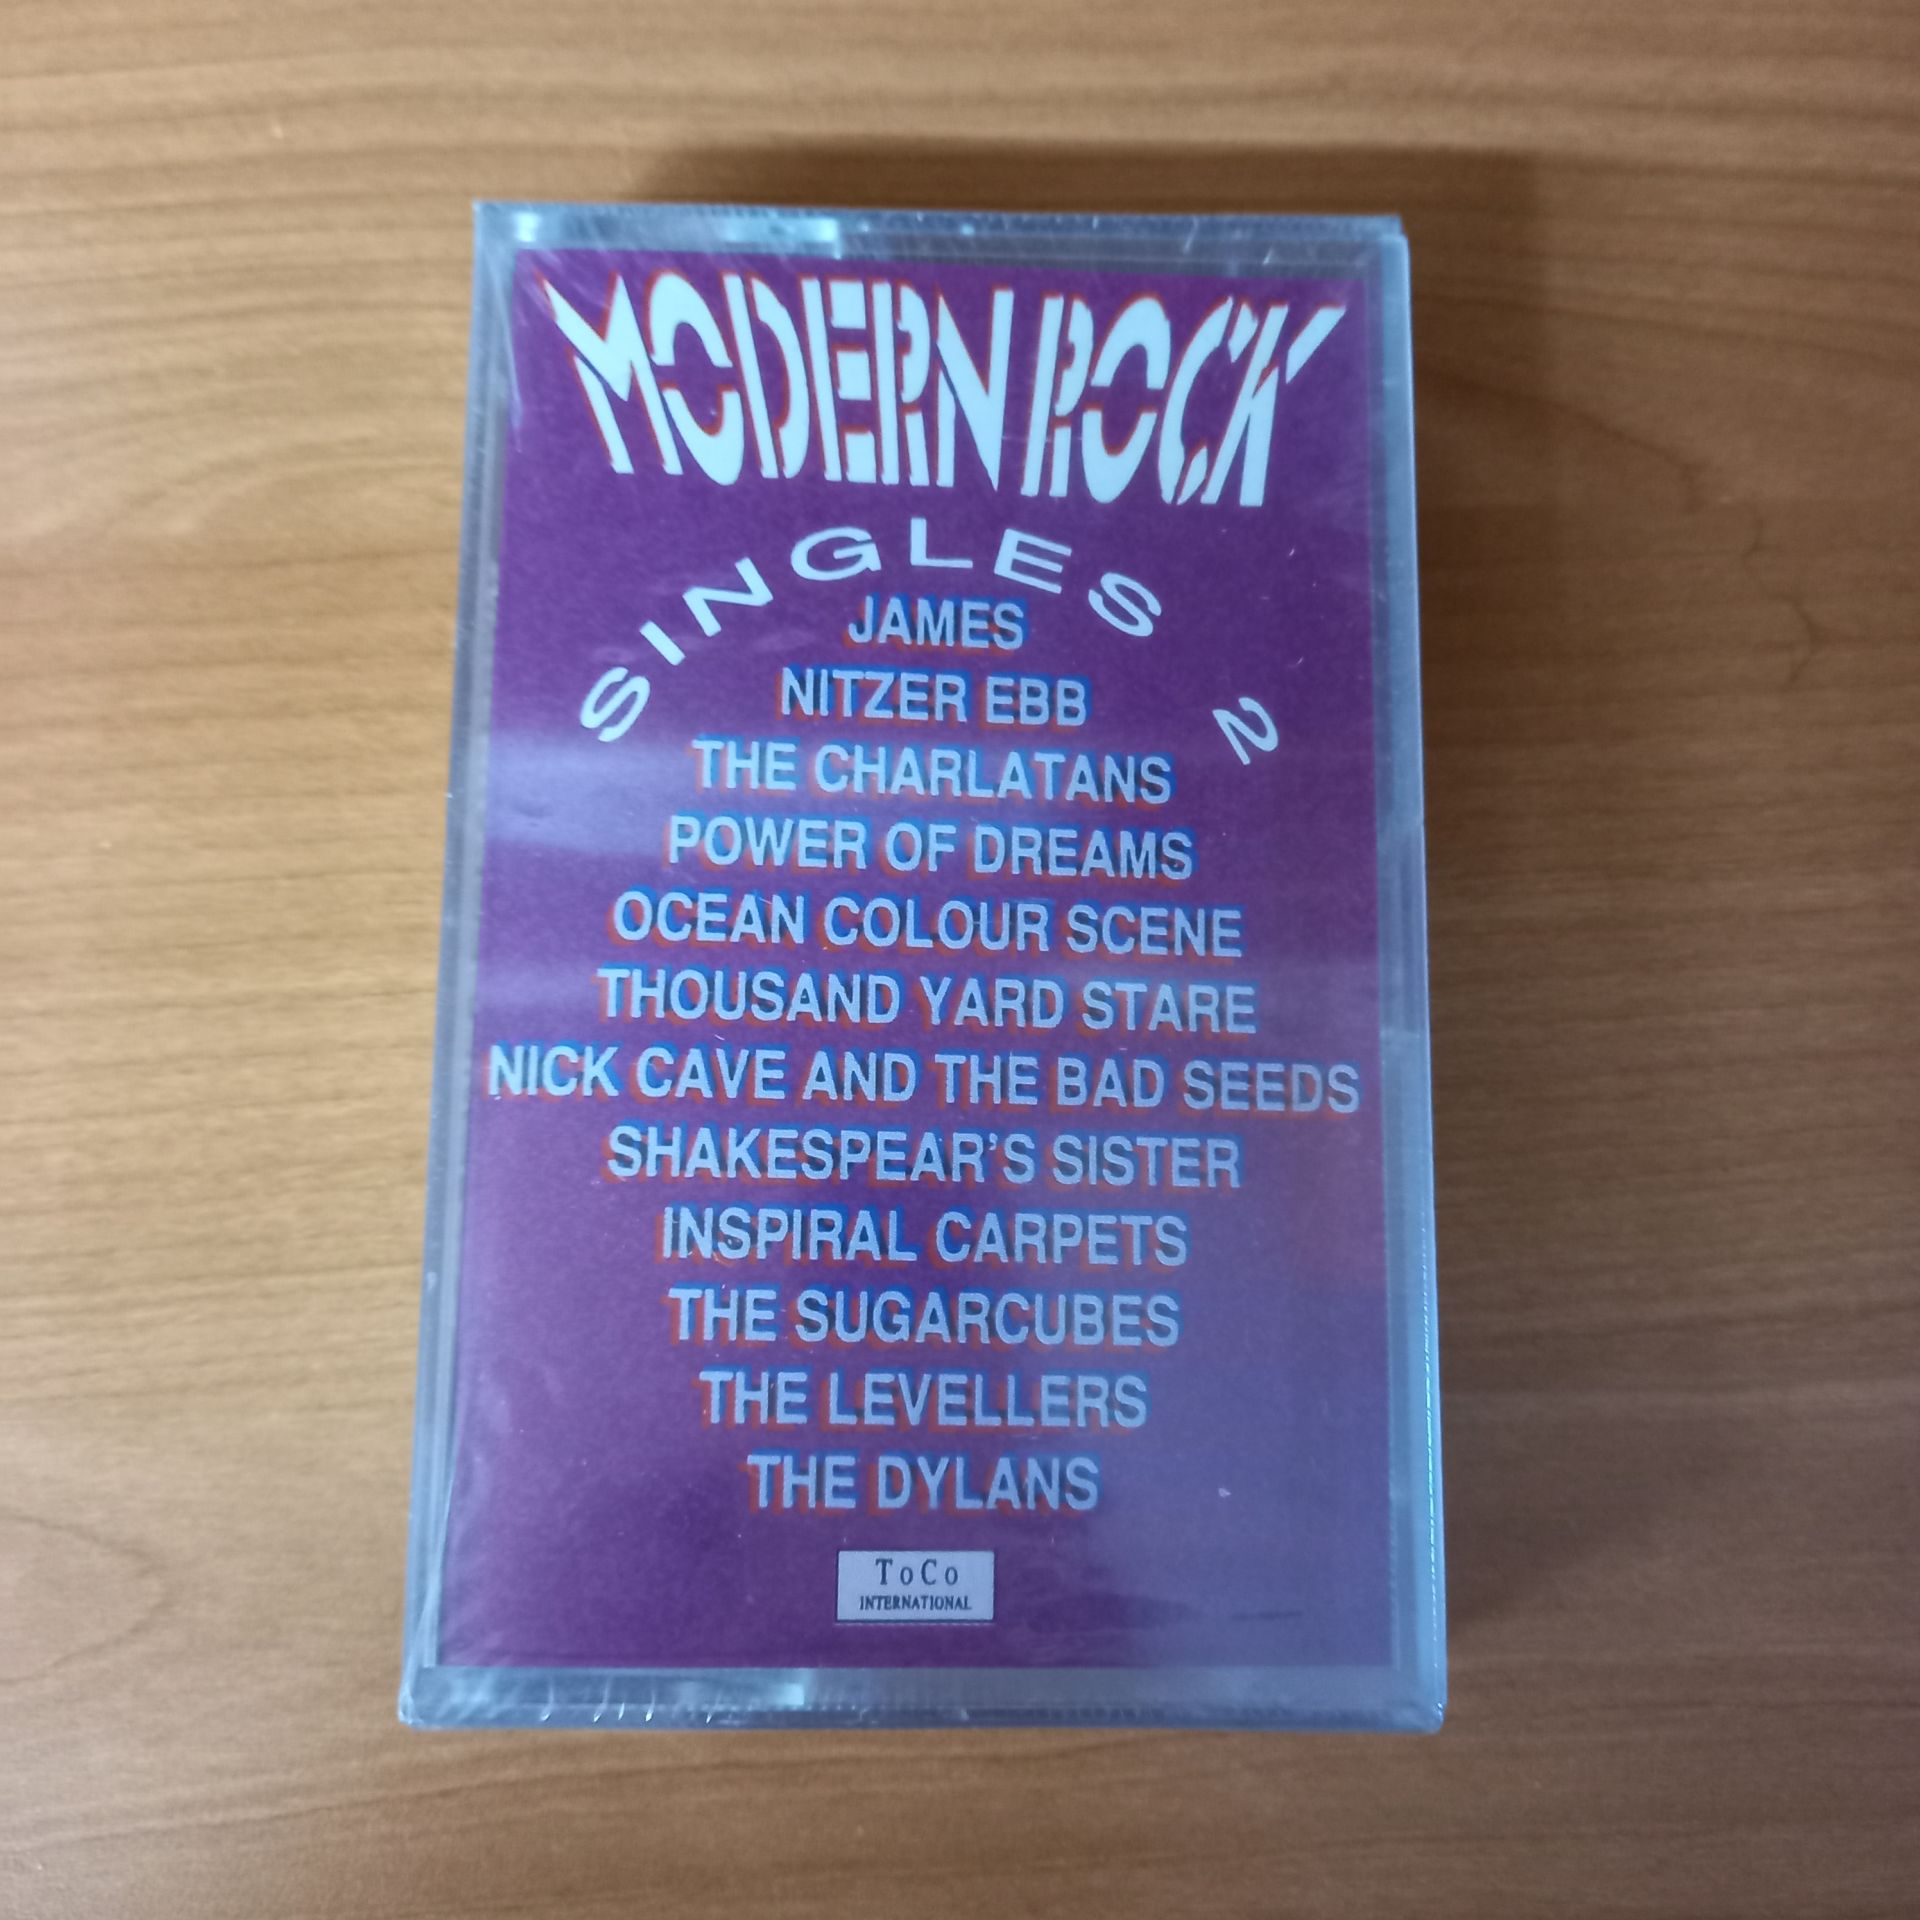 MODERN ROCK
SINGLES 2
JAMES
NITZER EBB
THE CHARLATANS
POWER OF DREAMS
OCEAN COLOUR SCENE
THOUSAND YARD STARE
NICK CAVE AND THE BAD SEEDS
SHAKESPEAR'S SISTER
INSPIRAL CARPETS
THE SUGARCUBES
THE LEVELLERS
THE DYLANS
ToCo
INTERNATIONAL